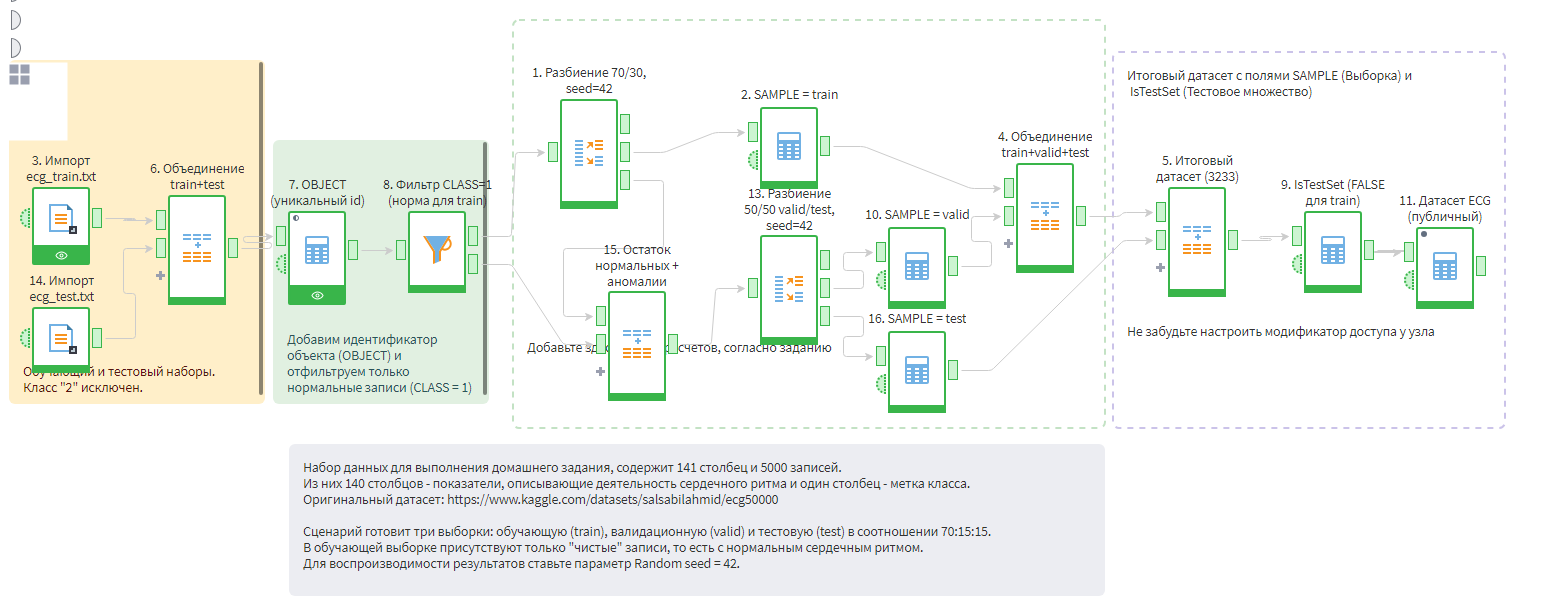 3. Импорт
ecg_train.txt
14. Импорт
ecg_test.txt
6. Объединение
train+test
Обучающий и тестовый наборы.
Класс "2" исключен.
7. OBJECT
(уникальный id)
8. Фильтр CLASS=1
(норма для train)
Добавим идентификатор
объекта (OBJECT) и
отфильтруем только
нормальные записи (CLASS = 1)
1. Разбиение 70/30,
seed=42
2. SAMPLE = train
15. Остаток
нормальных +
аномалии
13. Разбиение
50/50 valid/test,
seed=42
10. SAMPLE = valid
16. SAMPLE = test
4. Объединение
train+valid+test
Добавьте согласно заданию
Итоговый датасет с полями SAMPLE (Выборка) и
IsTestSet (Тестовое множество)
5. Итоговый
датасет (3233)
9. IsTestSet (FALSE
для train)
11. Датасет ECG
(публичный)
Не забудьте настроить модификатор доступа у узла
Набор данных для выполнения домашнего задания, содержит 141 столбец и 5000 записей.
Из них 140 столбцов - показатели, описывающие деятельность сердечного ритма и один столбец - метка класса.
Оригинальный датасет: https://www.kaggle.com/datasets/salsabilahmid/ecg50000
Сценарий готовит три выборки: обучающую (train), валидационную (valid) и тестовую (test) в соотношении 70:15:15.
В обучающей выборке присутствуют только "чистые" записи, то есть с нормальным сердечным ритмом.
Для воспроизводимости результатов ставьте параметр Random seed = 42.